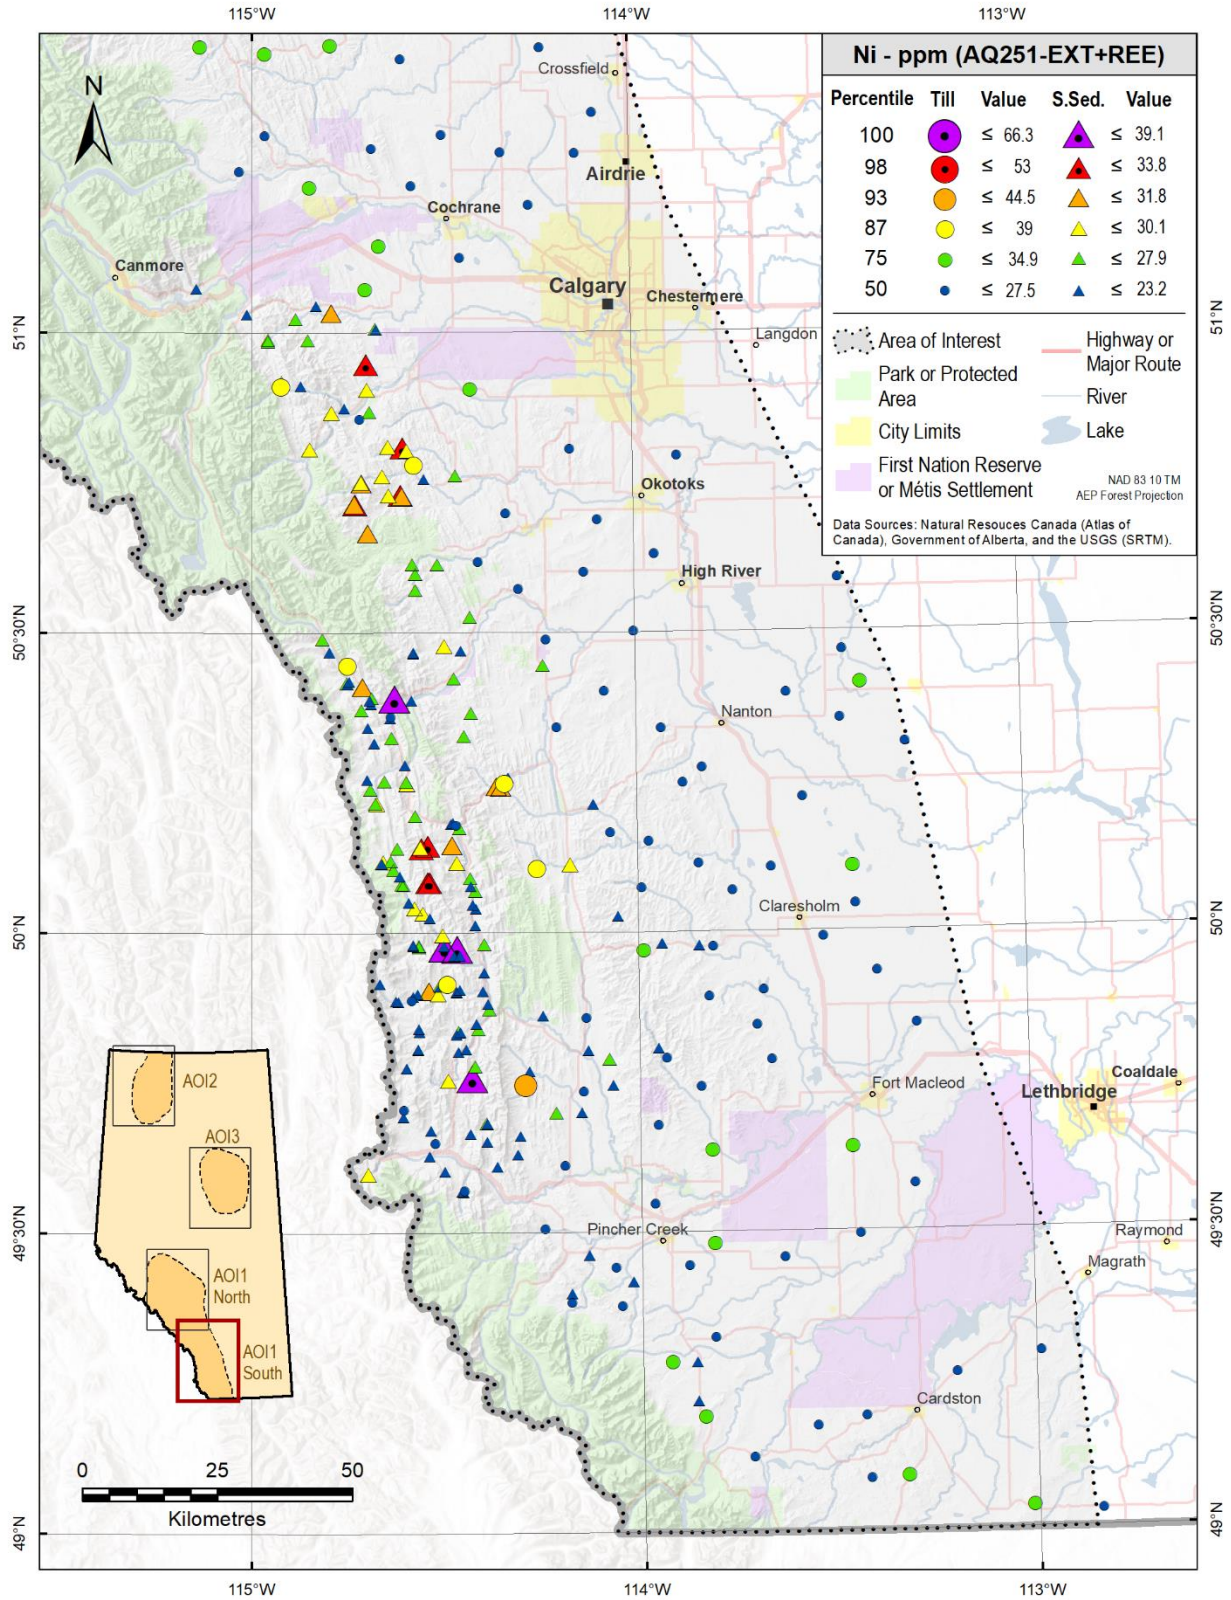 115°W 114°W 113°W
N
Crossfield
Airdrie
Cochrane
Canmore
Calgary
Chestermere
Langdon
Okotoks
High River
Nanton
Claresholm
Fort Macleod
Coaldale
Lethbridge
Pincher Creek
Raymond
Magrath
Cardston
Ni - ppm (AQ251-EXT+REE)
Percentile Till Value S.Sed. Value
100 ≤ 66.3 ≤ 39.1
98 ≤ 53 ≤ 33.8
93 ≤ 44.5 ≤ 31.8
87 ≤ 39 ≤ 30.1
75 ≤ 34.9 ≤ 27.9
50 ≤ 27.5 ≤ 23.2
Area of Interest
Park or Protected
Area
City Limits
First Nation Reserve
or Métis Settlement
Highway or
Major Route
River
Lake
NAD 83 10 TM
AEP Forest Projection
Data Sources: Natural Resouces Canada (Atlas of
Canada), Government of Alberta, and the USGS (SRTM).
51°N 51°N
50°30'N 50°30'N
50°N 50°N
49°30'N 49°30'N
49°N 49°N
AOI2
AOI3
AOI1
North
AOI1
South
0 25 50
Kilometres
115°W 114°W 113°W